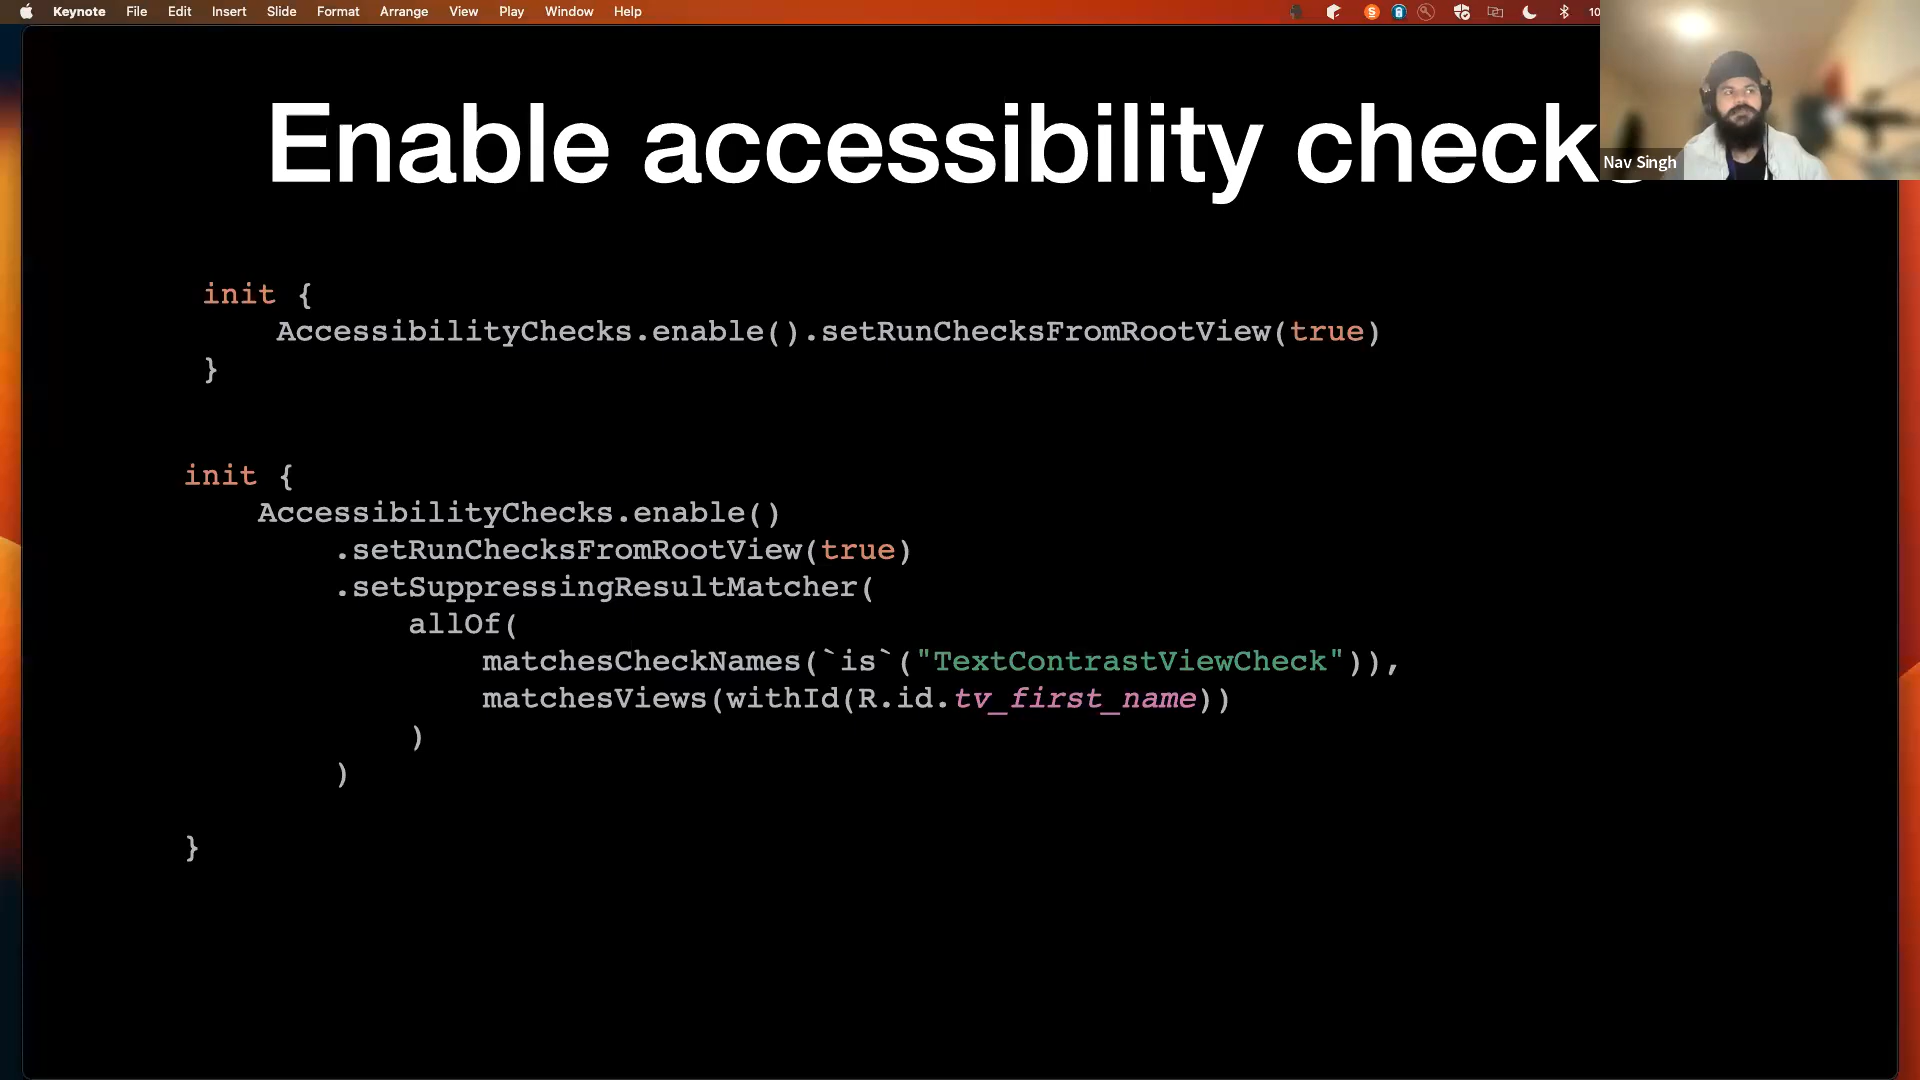 Keynote File Edit Insert Slide Format Arrange View Play Window Help
10
Enable accessibility check
Nav Singh
init {
AccessibilityChecks.enable().setRunChecksFromRootView(true)
}
init {
AccessibilityChecks.enable()
.setRunChecksFromRootView(true)
.setSuppressingResultMatcher(
allOf(
matchesCheckNames(`is`("TextContrastViewCheck")),
matchesViews(withId(R.id.tv_first_name))
)
)
}